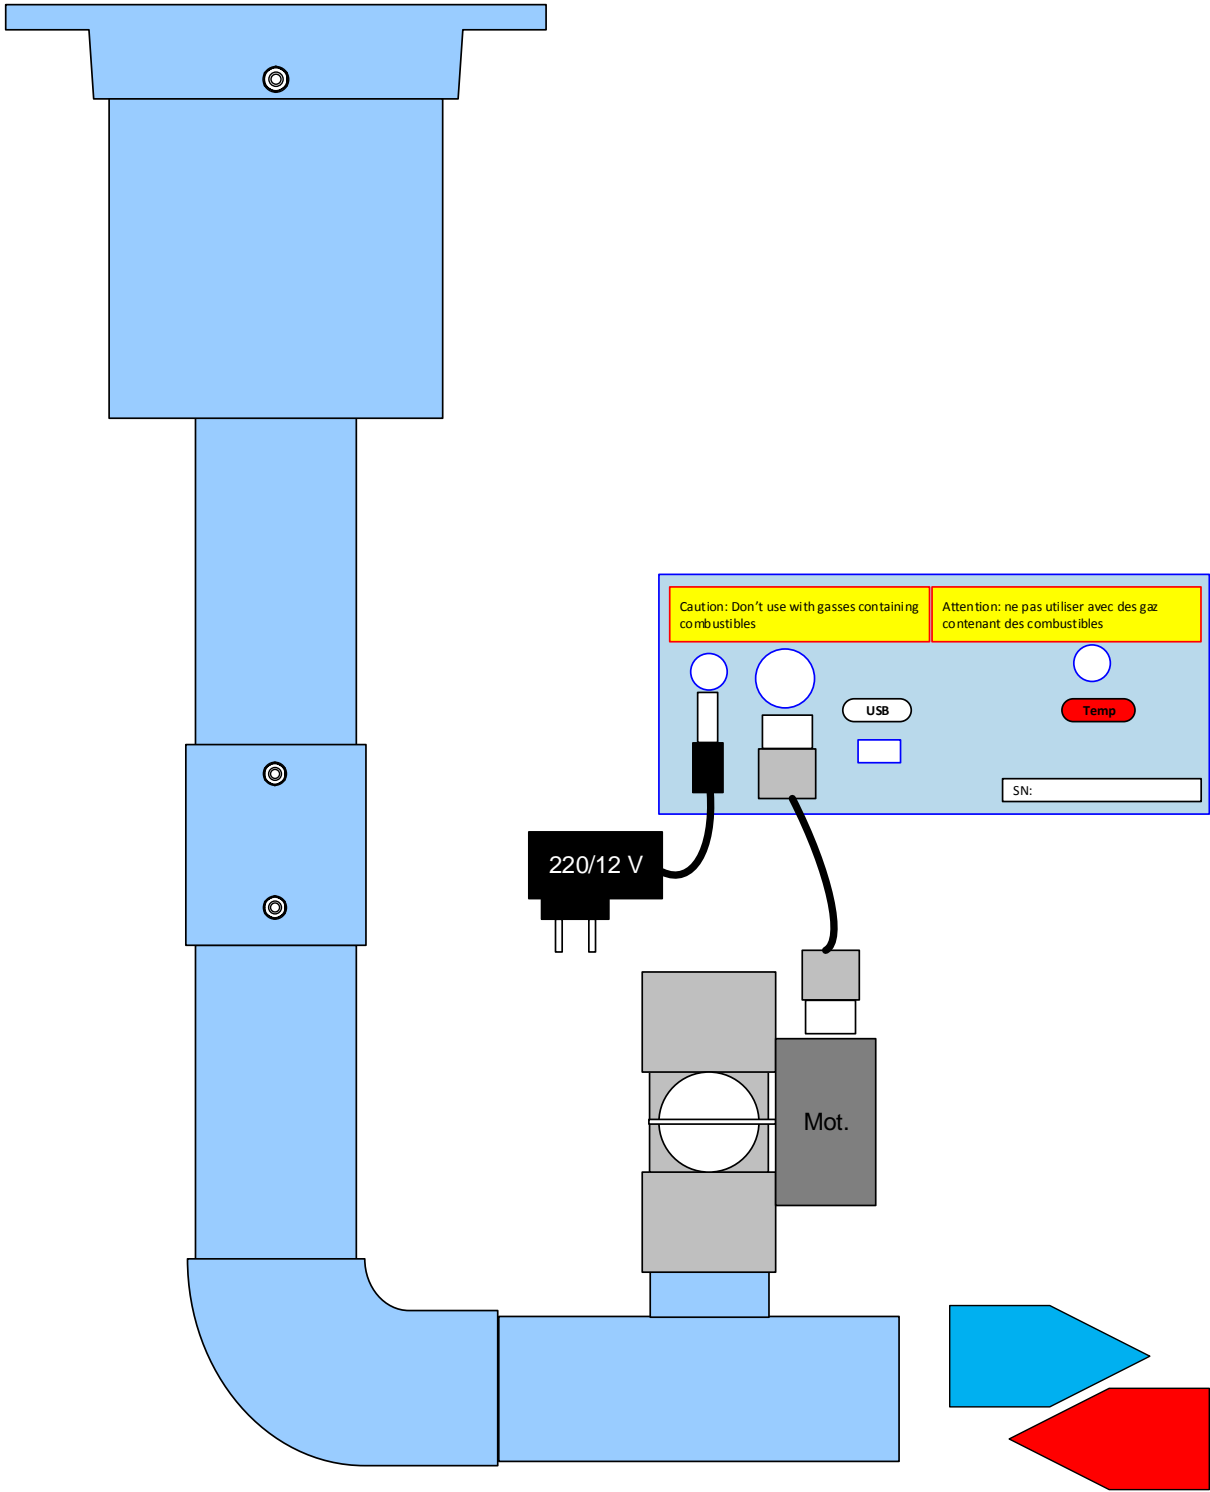 Caution: Don't use with gasses containing
combustibles
Attention: ne pas utiliser avec des gaz
contenant des combustibles
USB
Temp
SN:
220/12 V
Mot.